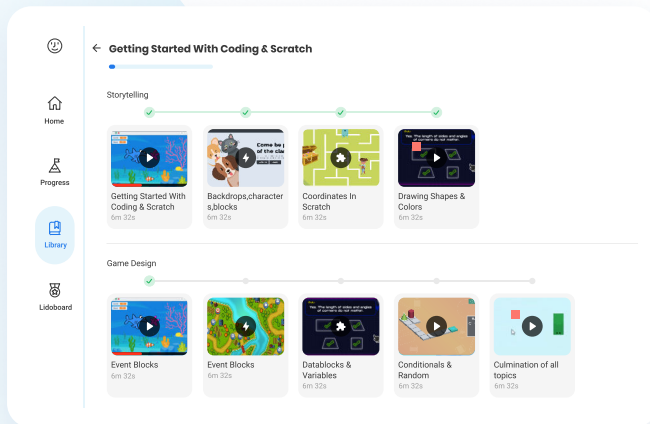 Getting Started With Coding & Scratch
Home
Progress
Library
Lidoboard
Storytelling
Come be p
of the cla
Yes. The length of sides and angles
of corners do not matter.
Getting Started With
Coding & Scratch
6m 32s
Backdrops,character
s,blocks
6m 32s
Coordinates In
Scratch
6m 32s
Drawing Shapes &
Colors
6m 32s
Game Design
Yes. The length of sides and angles
of corners do not matter.
Event Blocks
6m 32s
Event Blocks
6m 32s
Datablocks &
Variables
6m 32s
Conditionals &
Random
6m 32s
Culmination of all
topics
6m 32s